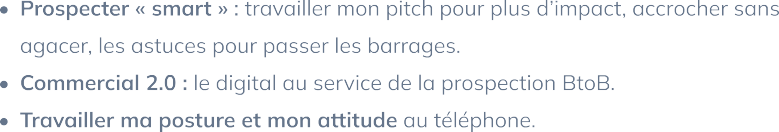 • Prospecter « smart » : travailler mon pitch pour plus d'impact, accrocher sans
agacer, les astuces pour passer les barrages.
• Commercial 2.0 : le digital au service de la prospection BtoB.
• Travailler ma posture et mon attitude au téléphone.